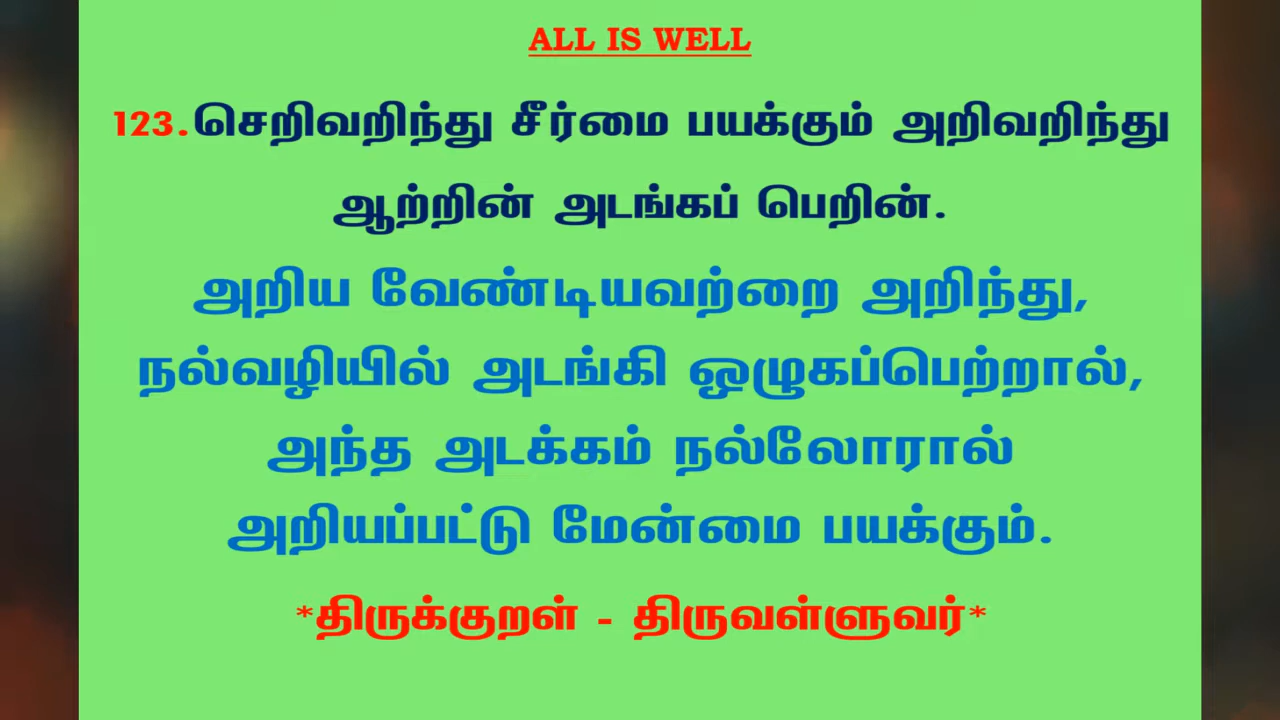 ALL IS WELL
123.செறிவறிந்து சீர்மை பயக்கும் அறிவறிந்து
ஆற்றின் அடங்கப் பெறின்.
அறிய வேண்டியவற்றை அறிந்து,
நல்வழியில் அடங்கி ஒழுகப்பெற்றால்,
அந்த அடக்கம் நல்லோரால்
அறியப்பட்டு மேன்மை பயக்கும்.
*திருக்குறள் - திருவள்ளுவர்*